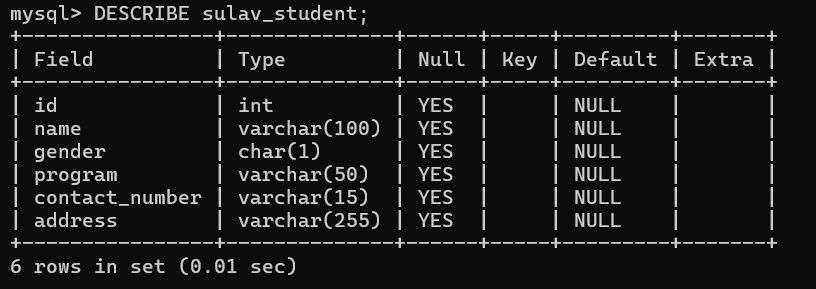 mysql> DESCRIBE sulav_student;
+----------------+--------------+------+-----+---------+-------+
| Field          | Type         | Null | Key | Default | Extra |
+----------------+--------------+------+-----+---------+-------+
| id             | int          | YES  |     | NULL    |       |
| name           | varchar(100) | YES  |     | NULL    |       |
| gender         | char(1)      | YES  |     | NULL    |       |
| program        | varchar(50)  | YES  |     | NULL    |       |
| contact_number | varchar(15)  | YES  |     | NULL    |       |
| address        | varchar(255) | YES  |     | NULL    |       |
+----------------+--------------+------+-----+---------+-------+
6 rows in set (0.01 sec)